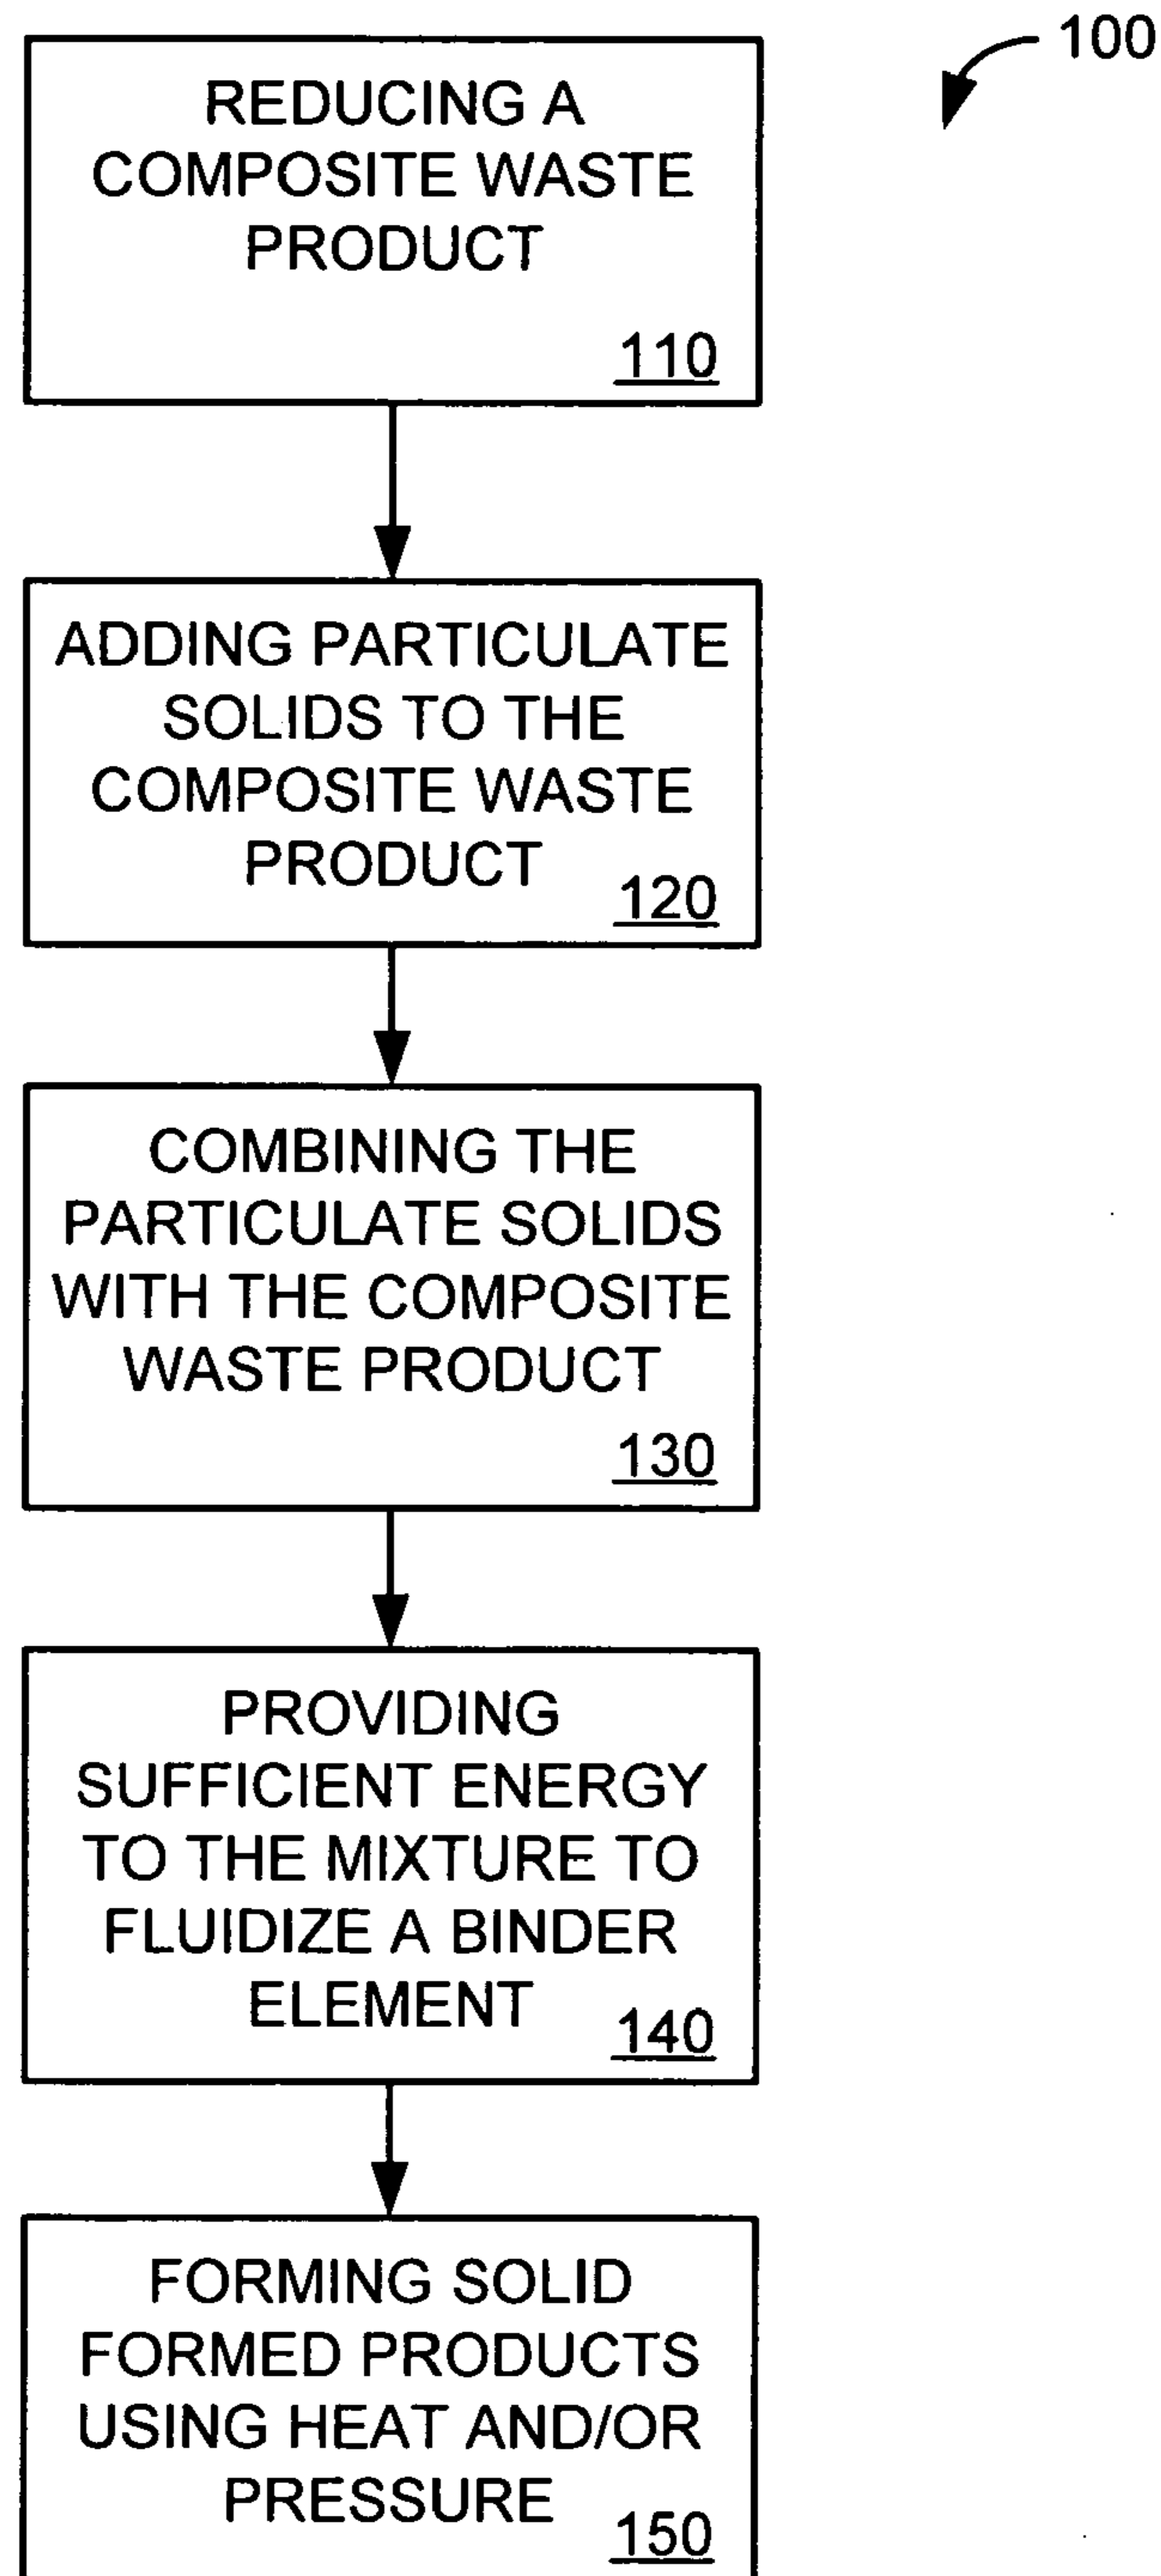 100
REDUCING A
COMPOSITE WASTE
PRODUCT
110
ADDING PARTICULATE
SOLIDS TO THE
COMPOSITE WASTE
PRODUCT
120
COMBINING THE
PARTICULATE SOLIDS
WITH THE COMPOSITE
WASTE PRODUCT
130
PROVIDING
SUFFICIENT ENERGY
TO THE MIXTURE TO
FLUIDIZE A BINDER
ELEMENT
140
FORMING SOLID
FORMED PRODUCTS
USING HEAT AND/OR
PRESSURE
150